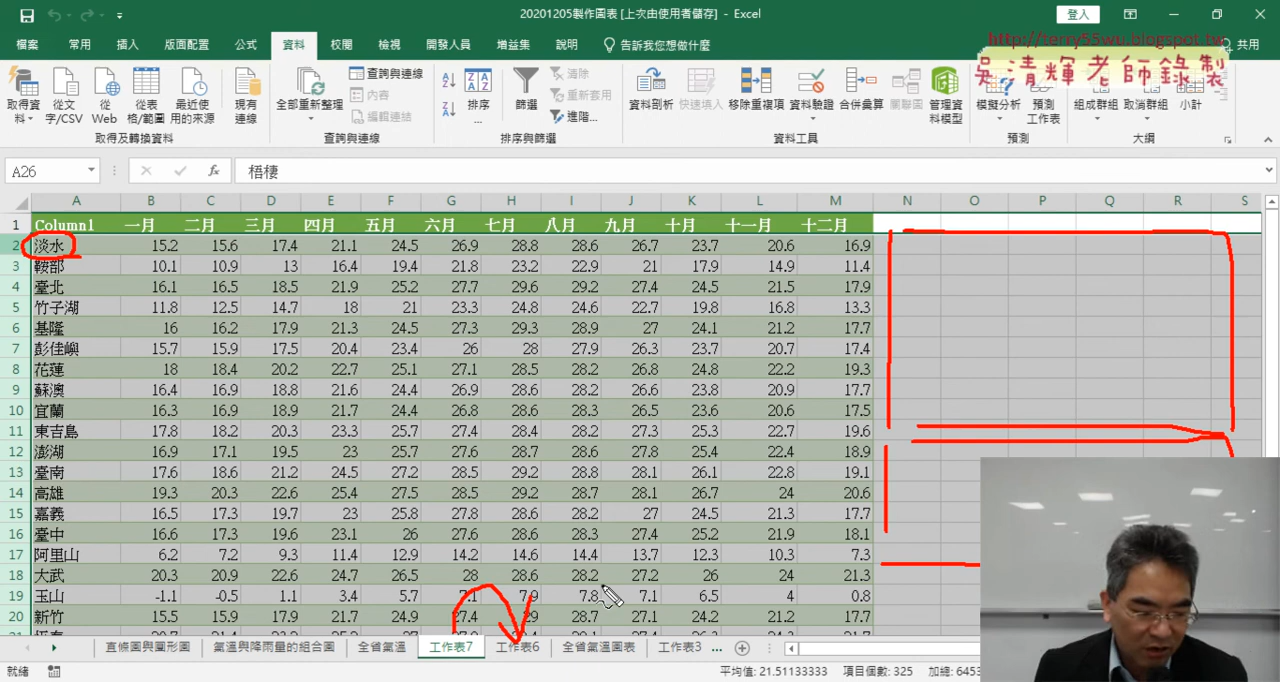 20201205製作圖表 [上次由使用者儲存] - Excel
登入
http://terry55wu.blogspot.tw
吳清輝老師錄製
檔案 常用 插入 版面配置 公式 資料 校閱 檢視 開發人員 增益集 說明 告訴我您想做什麼 共用
取得資料 從文字/CSV 從 Web 從表格/範圍 最近使用的來源 現有連線
取得及轉換資料
全部重新整理 查詢與連線 內容 編輯連結
查詢與連線
排序 篩選 清除 重新套用 進階...
排序與篩選
資料剖析 快速填入 移除重複項 資料驗證 合併彙算 關聯圖 管理資料模型
資料工具
模擬分析 預測工作表
預測
組成群組 取消群組 小計
大綱
A26 fx 梧棲
A B C D E F G H I J K L M N O P Q R S
1 Column1 一月 二月 三月 四月 五月 六月 七月 八月 九月 十月 十一月 十二月
2 淡水 15.2 15.6 17.4 21.1 24.5 26.9 28.8 28.6 26.7 23.7 20.6 16.9
3 鞍部 10.1 10.9 13 16.4 19.4 21.8 23.2 22.9 21 17.9 14.9 11.4
4 臺北 16.1 16.5 18.5 21.9 25.2 27.7 29.6 29.2 27.4 24.5 21.5 17.9
5 竹子湖 11.8 12.5 14.7 18 21 23.3 24.8 24.6 22.7 19.8 16.8 13.3
6 基隆 16 16.2 17.9 21.3 24.5 27.3 29.3 28.9 27 24.1 21.2 17.7
7 彭佳嶼 15.7 15.9 17.5 20.4 23.4 26 28 27.9 26.3 23.7 20.7 17.4
8 花蓮 18 18.4 20.2 22.7 25.1 27.1 28.5 28.2 26.8 24.8 22.2 19.3
9 蘇澳 16.4 16.9 18.8 21.6 24.4 26.9 28.6 28.2 26.6 23.8 20.9 17.7
10 宜蘭 16.3 16.9 18.9 21.7 24.4 26.8 28.6 28.3 26.5 23.6 20.6 17.5
11 東吉島 17.8 18.2 20.3 23.3 25.7 27.4 28.4 28.2 27.3 25.3 22.7 19.6
12 澎湖 16.9 17.1 19.5 23 25.7 27.6 28.7 28.6 27.8 25.4 22.4 18.9
13 臺南 17.6 18.6 21.2 24.5 27.2 28.5 29.2 28.8 28.1 26.1 22.8 19.1
14 高雄 19.3 20.3 22.6 25.4 27.5 28.5 29.2 28.7 28.1 26.7 24 20.6
15 嘉義 16.5 17.3 19.7 23 25.8 27.8 28.6 28.2 27 24.5 21.3 17.7
16 臺中 16.6 17.3 19.6 23.1 26 27.6 28.6 28.3 27.4 25.2 21.9 18.1
17 阿里山 6.2 7.2 9.3 11.4 12.9 14.2 14.6 14.4 13.7 12.3 10.3 7.3
18 大武 20.3 20.9 22.6 24.7 26.5 28 28.6 28.2 27.2 26 24 21.3
19 玉山 -1.1 -0.5 1.1 3.4 5.7 7.1 7.9 7.8 7.1 6.5 4 0.8
20 新竹 15.5 15.9 17.9 21.7 24.9 27.4 29 28.7 27.1 24.2 21.2 17.7
直條圖與圓形圖 氣溫與降雨量的組合圖 全省氣溫 工作表7 工作表6 全省氣溫圖表 工作表3 ...
就緒 平均值: 21.51133333 項目個數: 325 加總: 6453